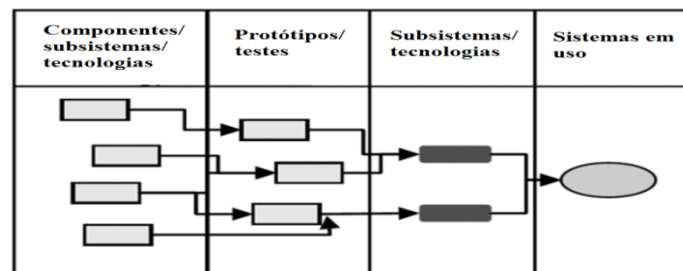 Componentes/
subsistemas/
tecnologias
Protótipos/
testes
Subsistemas/
tecnologias
Sistemas em
uso